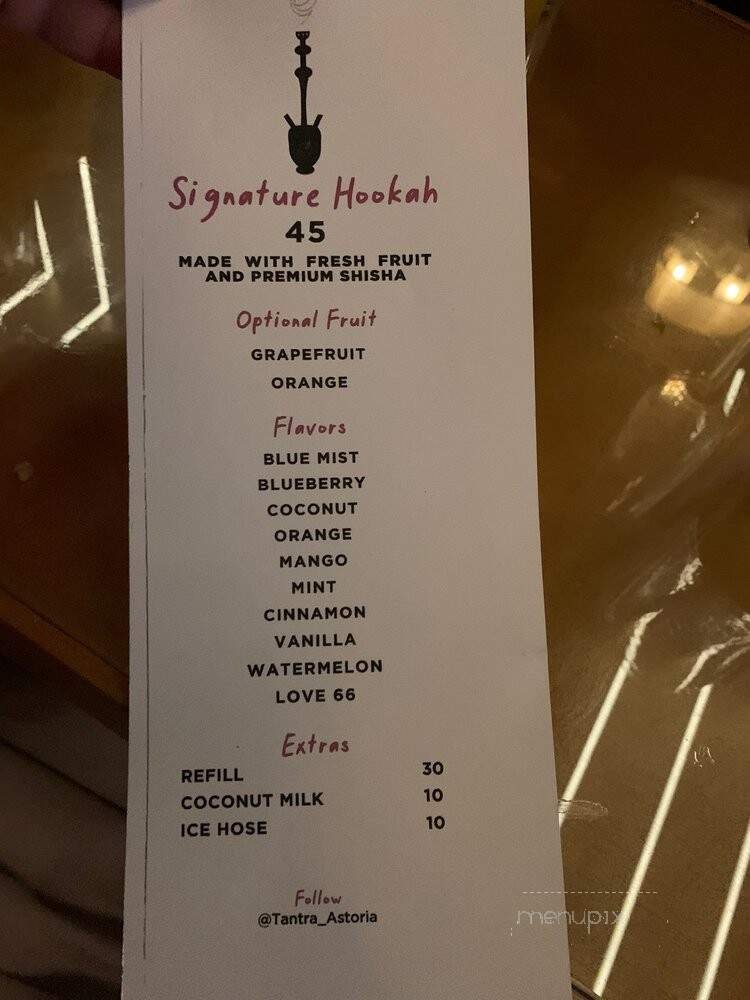 Signature Hookah
45
MADE WITH FRESH FRUIT
AND PREMIUM SHISHA
Optional Fruit
GRAPEFRUIT
ORANGE
Flavors
BLUE MIST
BLUEBERRY
COCONUT
ORANGE
MANGO
MINT
CINNAMON
VANILLA
WATERMELON
LOVE 66
Extras
REFILL 30
COCONUT MILK 10
ICE HOSE 10
Follow
@Tantra_Astoria
menupix